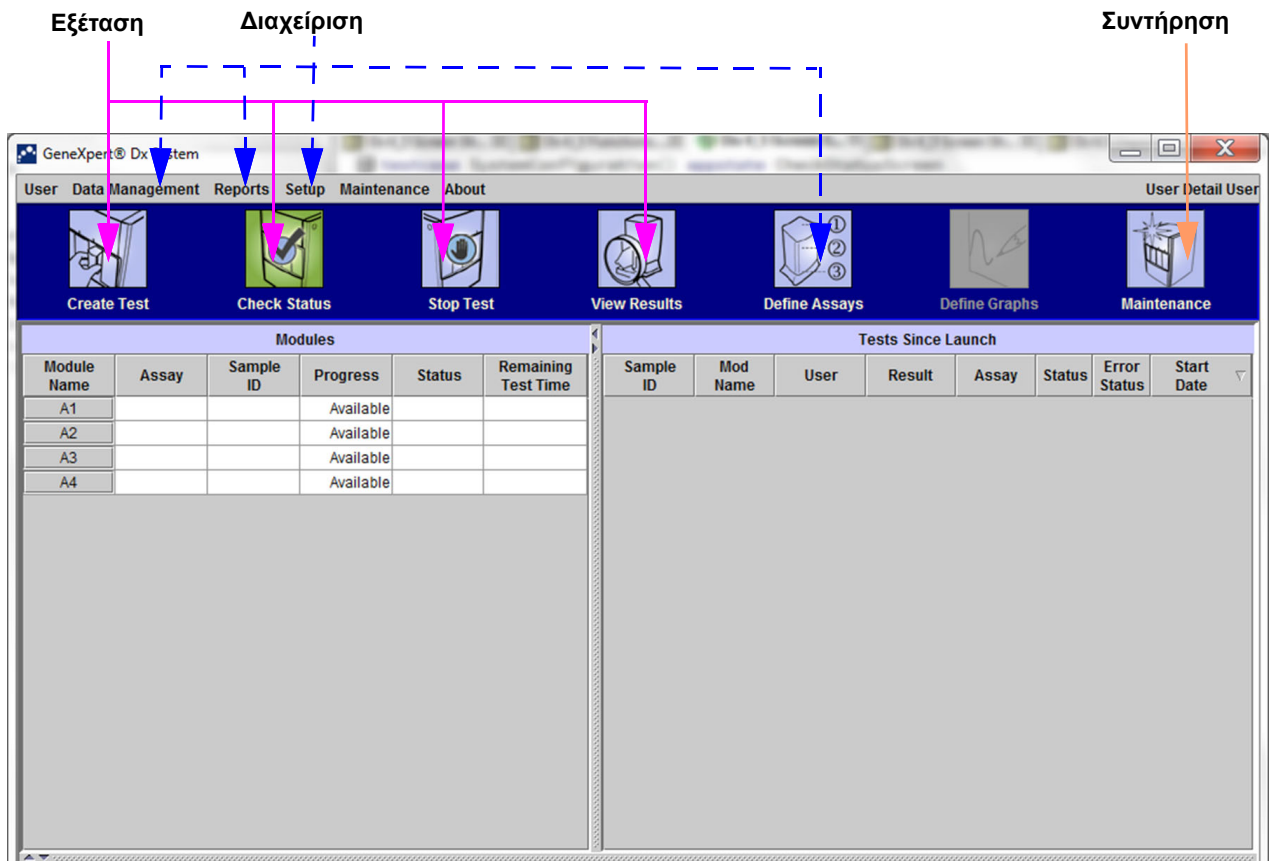 Εξέταση Διαχείριση Συντήρηση
GeneXpert® Dx System
User Data Management Reports Setup Maintenance About User Detail User
Create Test Check Status Stop Test View Results Define Assays Define Graphs Maintenance
① ② ③
Modules
Module Name Assay Sample ID Progress Status Remaining Test Time
A1 Available
A2 Available
A3 Available
A4 Available
Tests Since Launch
Sample ID Mod Name User Result Assay Status Error Status Start Date